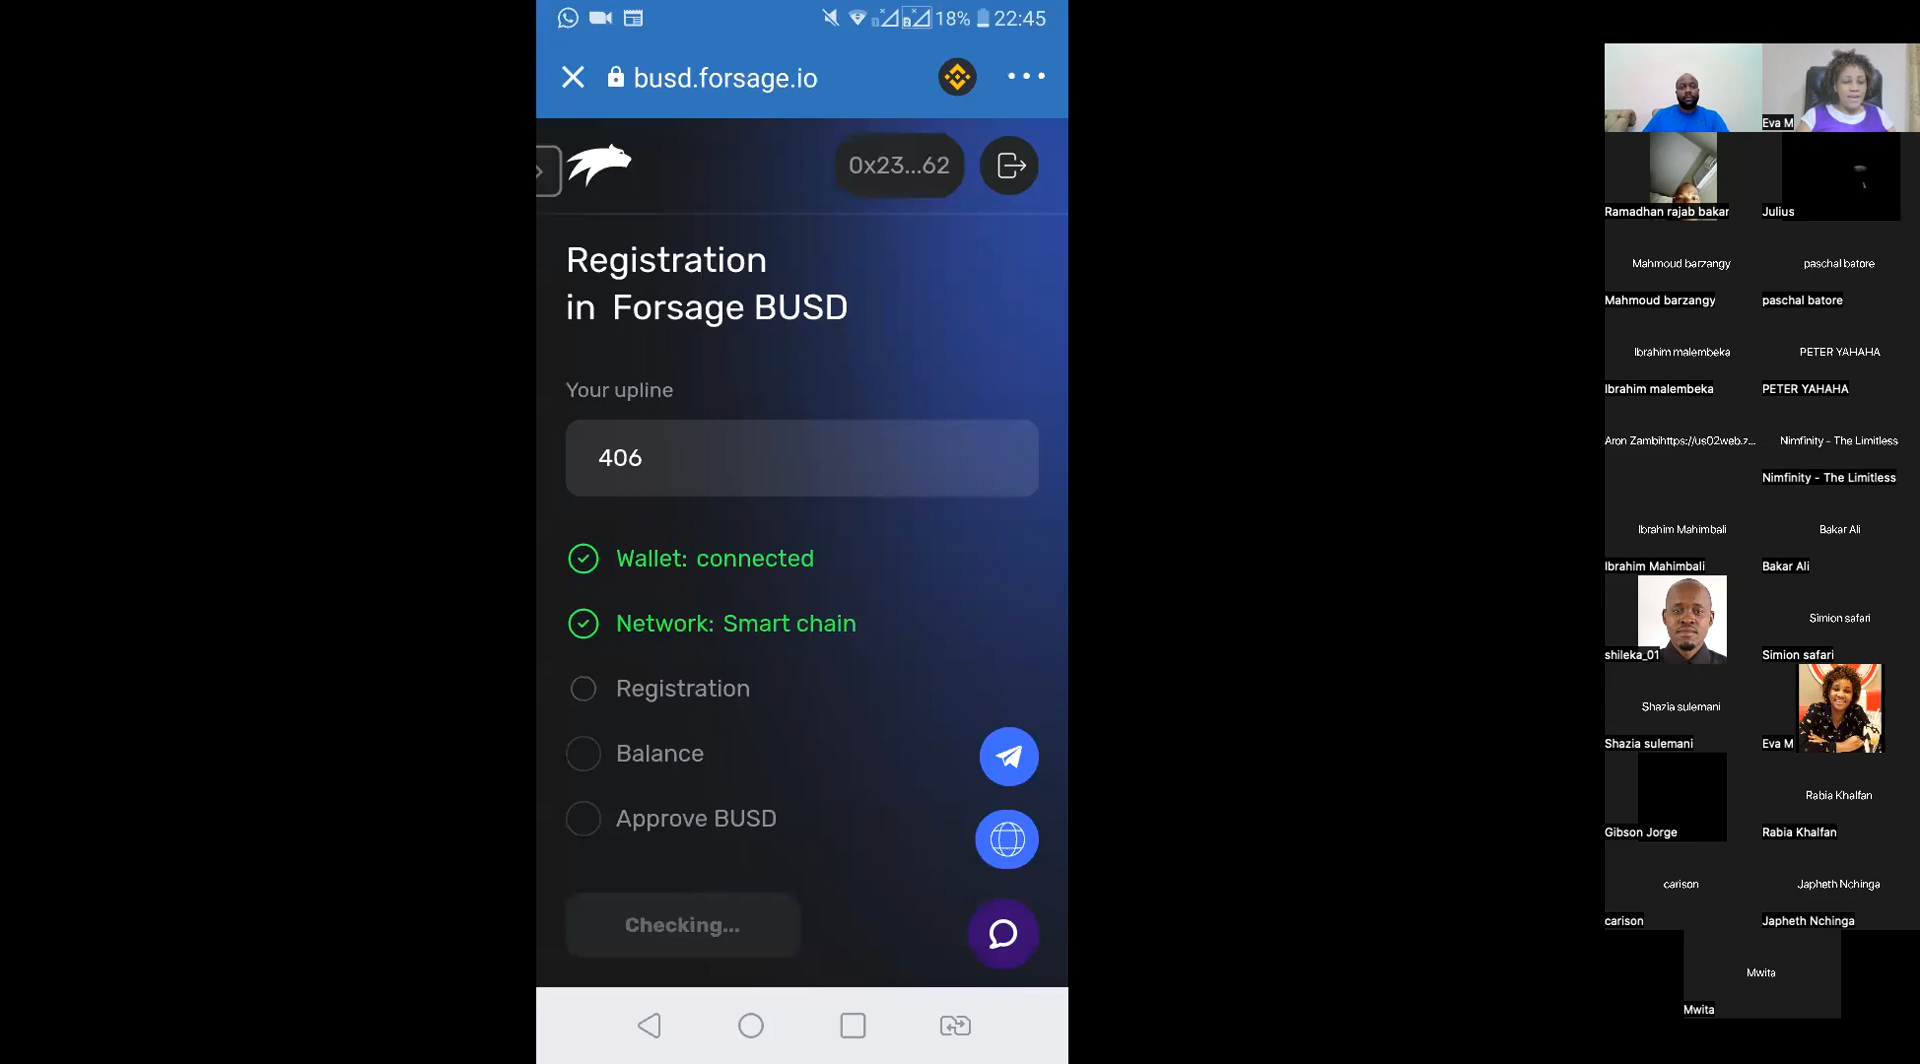 18% 22:45
busd.forsage.io
0x23...62
Registration
in Forsage BUSD
Your upline
406
Wallet: connected
Network: Smart chain
Registration
Balance
Approve BUSD
Checking...
Eva M
Ramadhan rajab bakar
Julius
Mahmoud barzangy
paschal batore
Mahmoud barzangy
paschal batore
Ibrahim malembeka
PETER YAHAHA
Ibrahim malembeka
PETER YAHAHA
Aron Zambihttps://us02web.z...
Nimfinity - The Limitless
Nimfinity - The Limitless
Ibrahim Mahimbali
Bakar Ali
Ibrahim Mahimbali
Bakar Ali
Simion safari
shileka_01
Simion safari
Shazia sulemani
Shazia sulemani
Eva M
Rabia Khalfan
Gibson Jorge
Rabia Khalfan
carison
Japheth Nchinga
carison
Japheth Nchinga
Mwita
Mwita